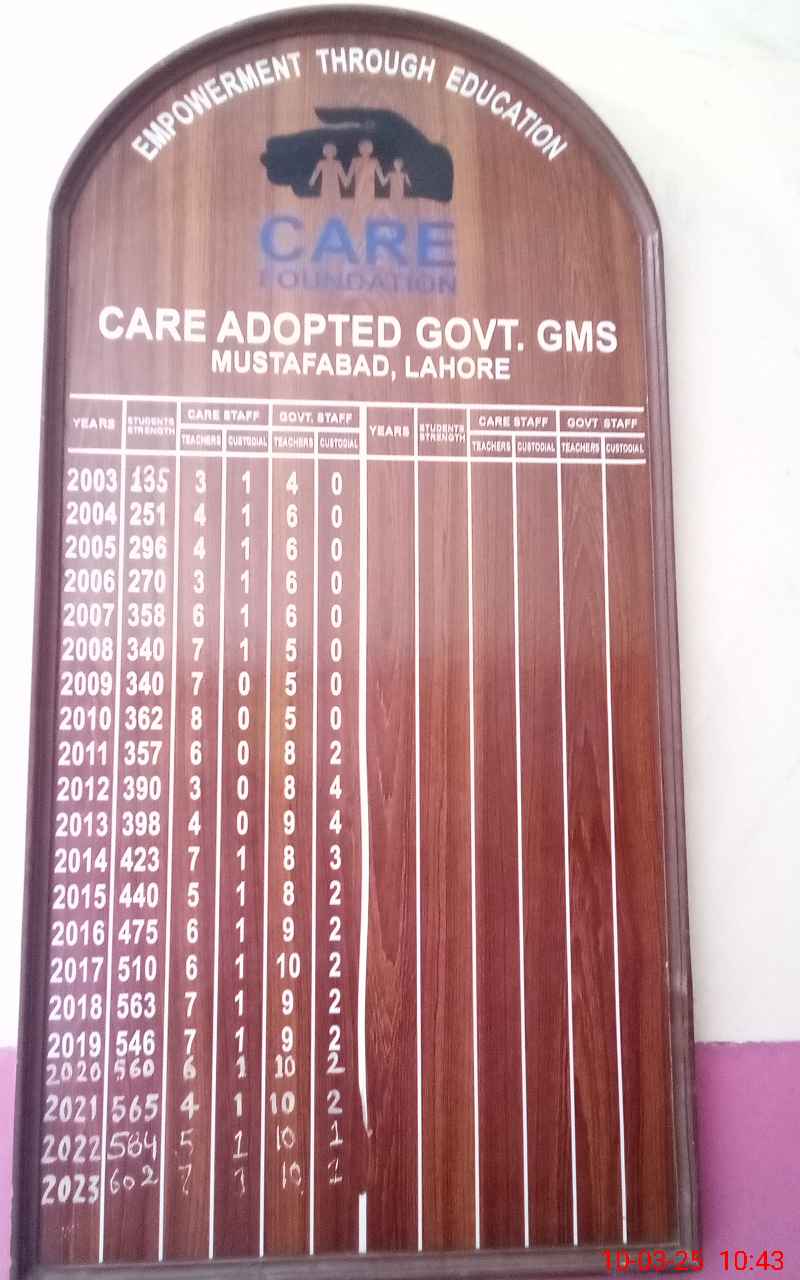 EMPOWERMENT THROUGH EDUCATION
CARE
FOUNDATION
CARE ADOPTED GOVT. GMS
MUSTAFABAD, LAHORE
YEARS STUDENTS STRENGTH CARE STAFF GOVT. STAFF YEARS STUDENTS STRENGTH CARE STAFF GOVT STAFF
TEACHERS CUSTODIAL TEACHERS CUSTODIAL TEACHERS CUSTODIAL TEACHERS CUSTODIAL
2003 135 3 1 4 0
2004 251 4 1 6 0
2005 296 4 1 6 0
2006 270 3 1 6 0
2007 358 6 1 6 0
2008 340 7 1 5 0
2009 340 7 0 5 0
2010 362 8 0 5 0
2011 357 6 0 8 2
2012 390 3 0 8 4
2013 398 4 0 9 4
2014 423 7 1 8 3
2015 440 5 1 8 2
2016 475 6 1 9 2
2017 510 6 1 10 2
2018 563 7 1 9 2
2019 546 7 1 9 2
2020 560 6 1 10 2
2021 565 4 1 10 2
2022 584 5 1 10 1
2023 602 7 10 1
10-03-25 10:43